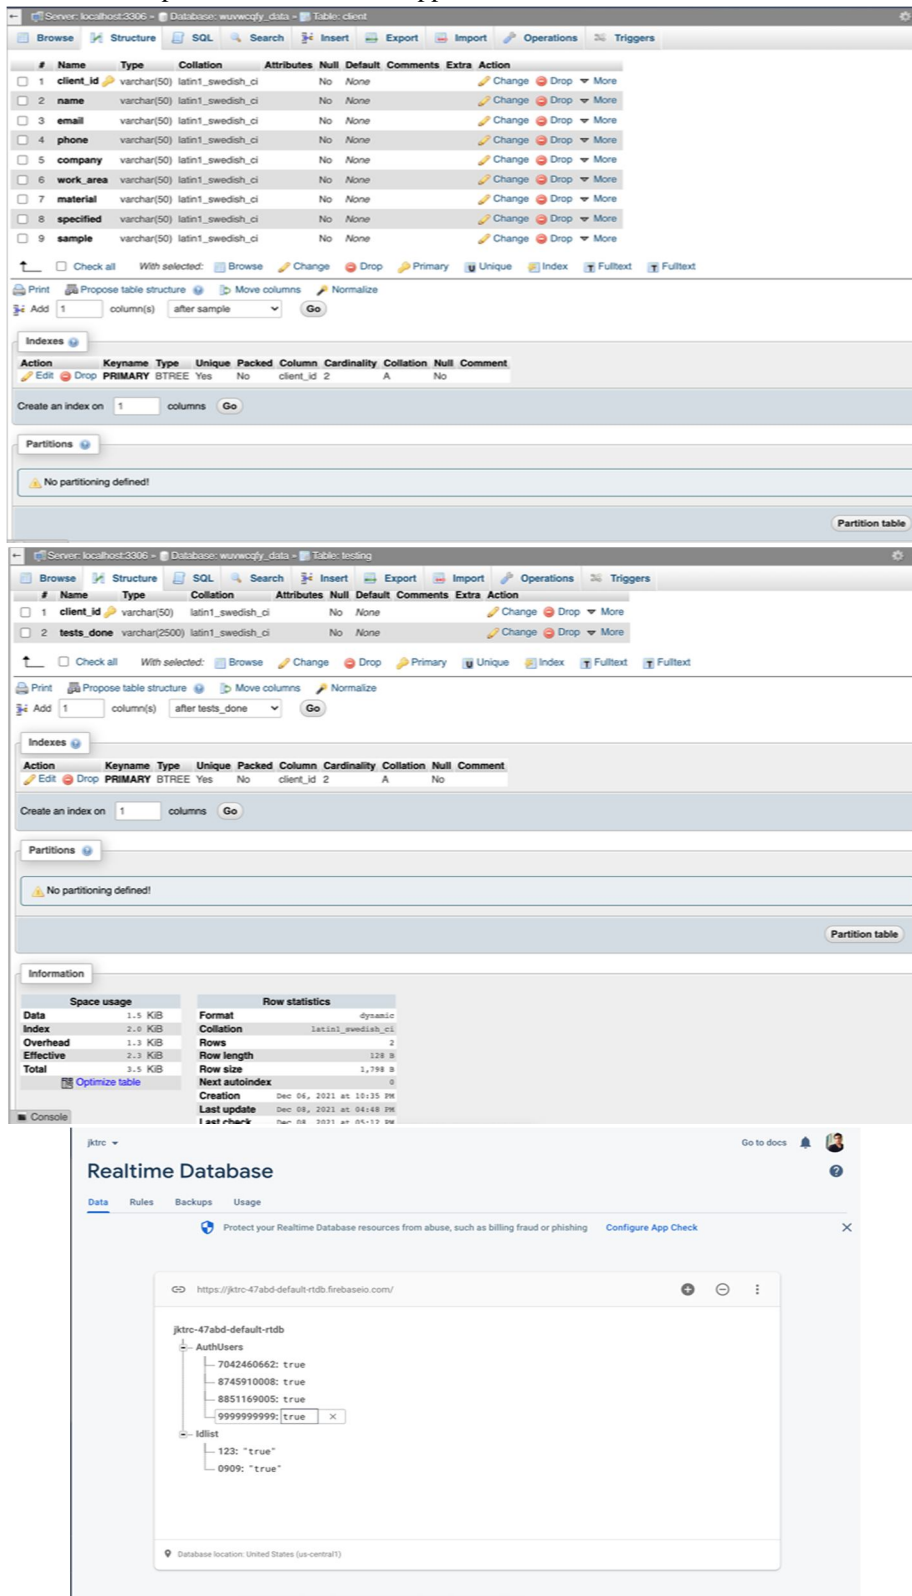 Server: localhost:3306 » Database: wuvwcqfy_data » Table: client
Browse Structure SQL Search Insert Export Import Operations Triggers
# Name Type Collation Attributes Null Default Comments Extra Action
1 client_id varchar(50) latin1_swedish_ci No None Change Drop More
2 name varchar(50) latin1_swedish_ci No None Change Drop More
3 email varchar(50) latin1_swedish_ci No None Change Drop More
4 phone varchar(50) latin1_swedish_ci No None Change Drop More
5 company varchar(50) latin1_swedish_ci No None Change Drop More
6 work_area varchar(50) latin1_swedish_ci No None Change Drop More
7 material varchar(50) latin1_swedish_ci No None Change Drop More
8 specified varchar(50) latin1_swedish_ci No None Change Drop More
9 sample varchar(50) latin1_swedish_ci No None Change Drop More
Check all With selected: Browse Change Drop Primary Unique Index Fulltext Fulltext
Print Propose table structure Move columns Normalize
Add 1 column(s) after sample Go
Indexes
Action Keyname Type Unique Packed Column Cardinality Collation Null Comment
Edit Drop PRIMARY BTREE Yes No client_id 2 A No
Create an index on 1 columns Go
Partitions
No partitioning defined!
Partition table
Server: localhost:3306 » Database: wuvwcqfy_data » Table: testing
Browse Structure SQL Search Insert Export Import Operations Triggers
# Name Type Collation Attributes Null Default Comments Extra Action
1 client_id varchar(50) latin1_swedish_ci No None Change Drop More
2 tests_done varchar(2500) latin1_swedish_ci No None Change Drop More
Check all With selected: Browse Change Drop Primary Unique Index Fulltext Fulltext
Print Propose table structure Move columns Normalize
Add 1 column(s) after tests_done Go
Indexes
Action Keyname Type Unique Packed Column Cardinality Collation Null Comment
Edit Drop PRIMARY BTREE Yes No client_id 2 A No
Create an index on 1 columns Go
Partitions
No partitioning defined!
Partition table
Information
Space usage Row statistics
Data 1.5 KiB Format dynamic
Index 2.0 KiB Collation latin1_swedish_ci
Overhead 1.3 KiB Rows 2
Effective 2.3 KiB Row length 128 B
Total 3.5 KiB Row size 1,798 B
Optimize table Next autoindex 0
Creation Dec 06, 2021 at 10:35 PM
Last update Dec 08, 2021 at 04:48 PM
Console Last check Dec 08, 2021 at 05:12 PM
jktrc Go to docs
Realtime Database
Data Rules Backups Usage
Protect your Realtime Database resources from abuse, such as billing fraud or phishing Configure App Check
https://jktrc-47abd-default-rtdb.firebaseio.com/
jktrc-47abd-default-rtdb
AuthUsers
7042460662: true
8745910008: true
8851169005: true
9999999999: true
Idlist
123: "true"
0909: "true"
Database location: United States (us-central1)